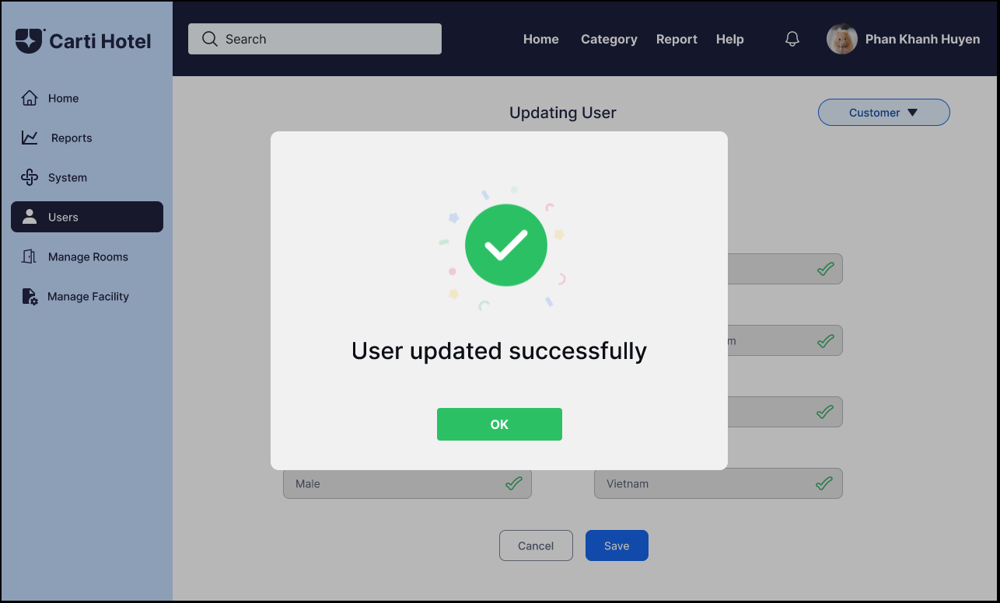 Carti Hotel
Search
Home
Category
Report
Help
Phan Khanh Huyen
Home
Reports
System
Users
Manage Rooms
Manage Facility
Updating User
Customer
User updated successfully
OK
Male
Vietnam
Cancel
Save